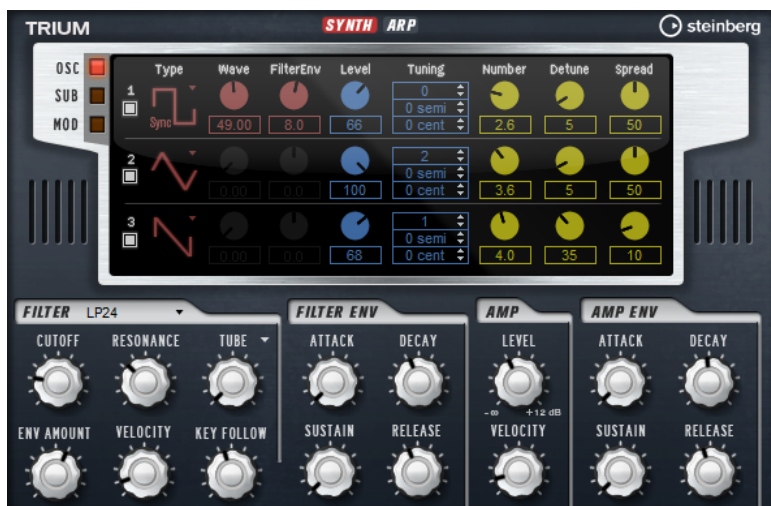 TRIUM SYNTH ARP steinberg
OSC Type Wave FilterEnv Level Tuning Number Detune Spread
SUB
MOD
1 Sync 49.00 8.0 66 0 2.6 5 50
0 semi
0 cent
2 0.00 0.0 100 2 3.6 5 50
0 semi
0 cent
3 0.00 0.0 68 1 4.0 35 10
0 semi
0 cent
FILTER LP24 FILTER ENV AMP AMP ENV
CUTOFF RESONANCE TUBE ATTACK DECAY LEVEL ATTACK DECAY
-∞ +12 dB
ENV AMOUNT VELOCITY KEY FOLLOW SUSTAIN RELEASE VELOCITY SUSTAIN RELEASE